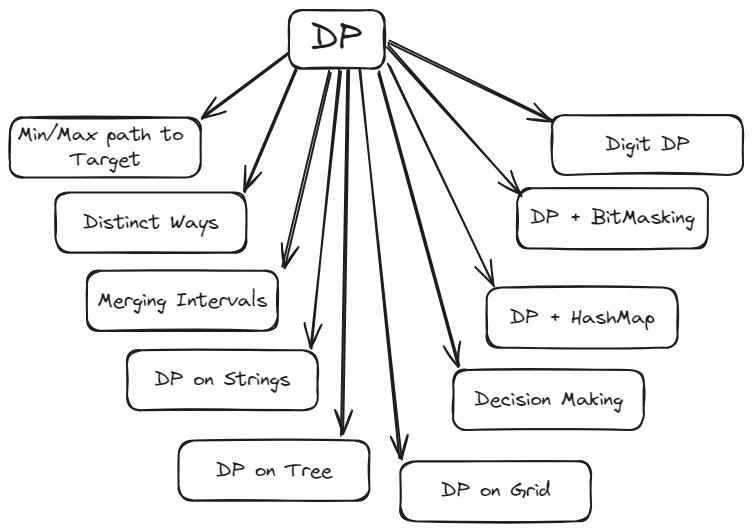 DP
Min/Max path to
Target
Distinct Ways
Merging Intervals
DP on Strings
DP on Tree
DP on Grid
Decision Making
DP + HashMap
DP + BitMasking
Digit DP